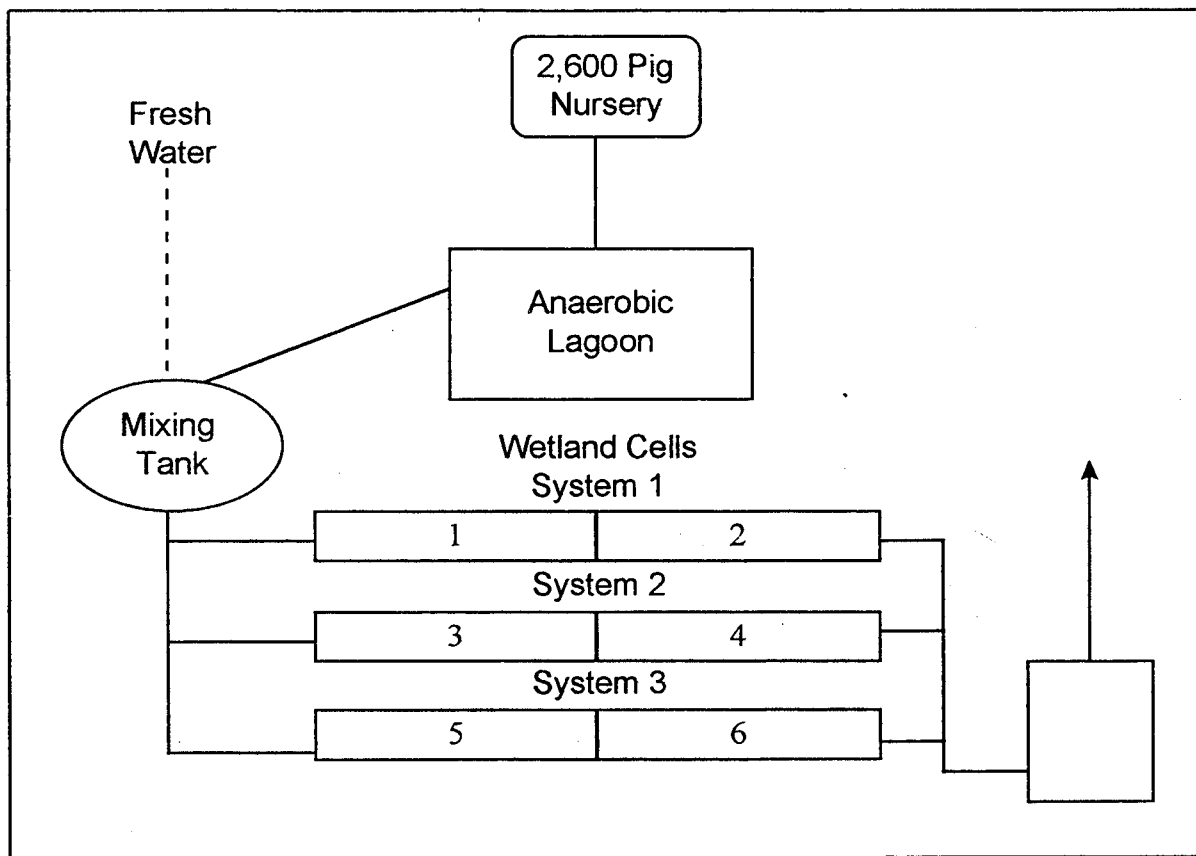 2,600 Pig
Nursery
Fresh
Water
Anaerobic
Lagoon
Mixing
Tank
Wetland Cells
System 1
1
2
System 2
3
4
System 3
5
6